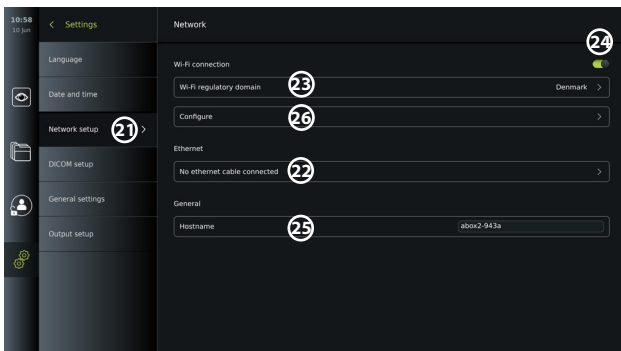 10:58
10 Jun
< Settings
Network
24
Language
Wi-Fi connection
Wi-Fi regulatory domain 23 Denmark >
Date and time
Configure 26 >
Network setup 21 >
Ethernet
DICOM setup
No ethernet cable connected 22 >
General settings
General
Hostname 25 abox2-943a
Output setup